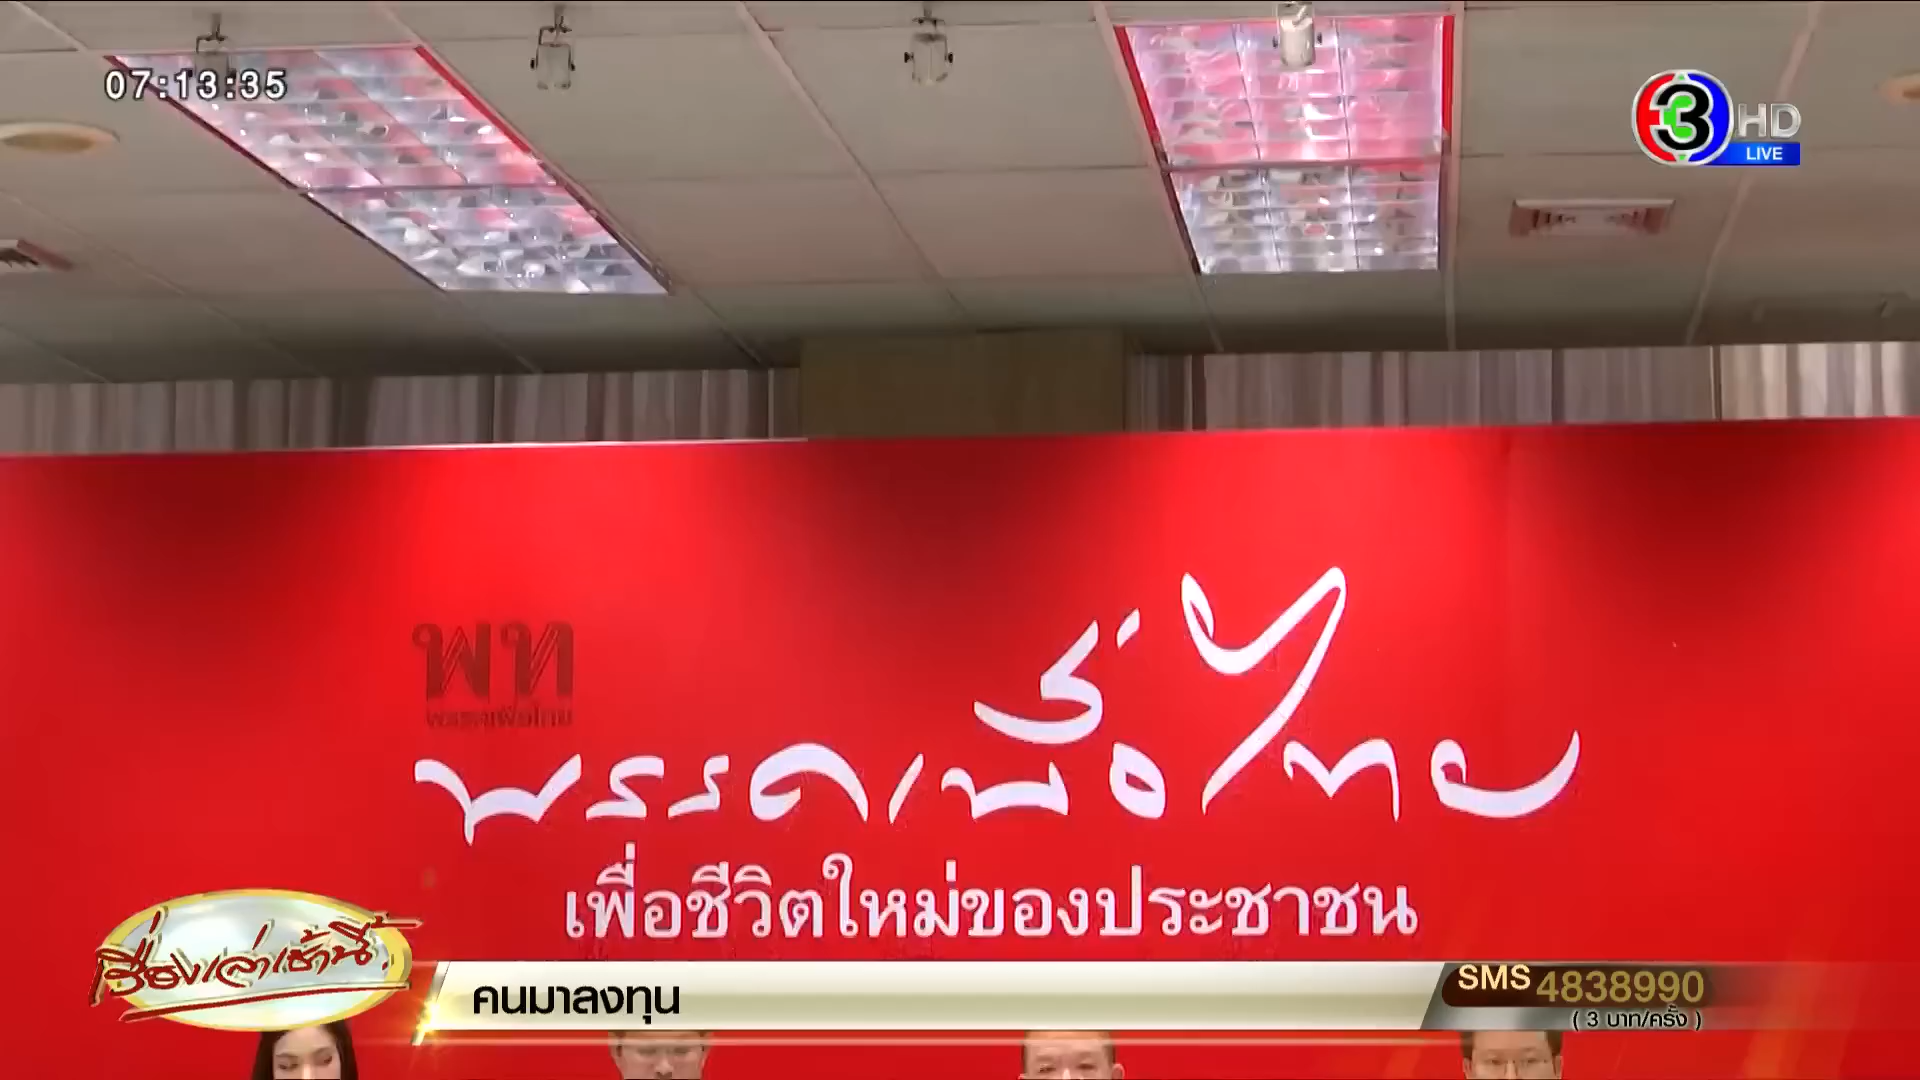 07:13:35
3 HD
LIVE
พท
พรรคเพื่อไทย
พรรคเพื่อไทย
เพื่อชีวิตใหม่ของประชาชน
เรื่องเล่าเช้านี้
คนมาลงทุน
SMS 4838990
( 3 บาท/ครั้ง )